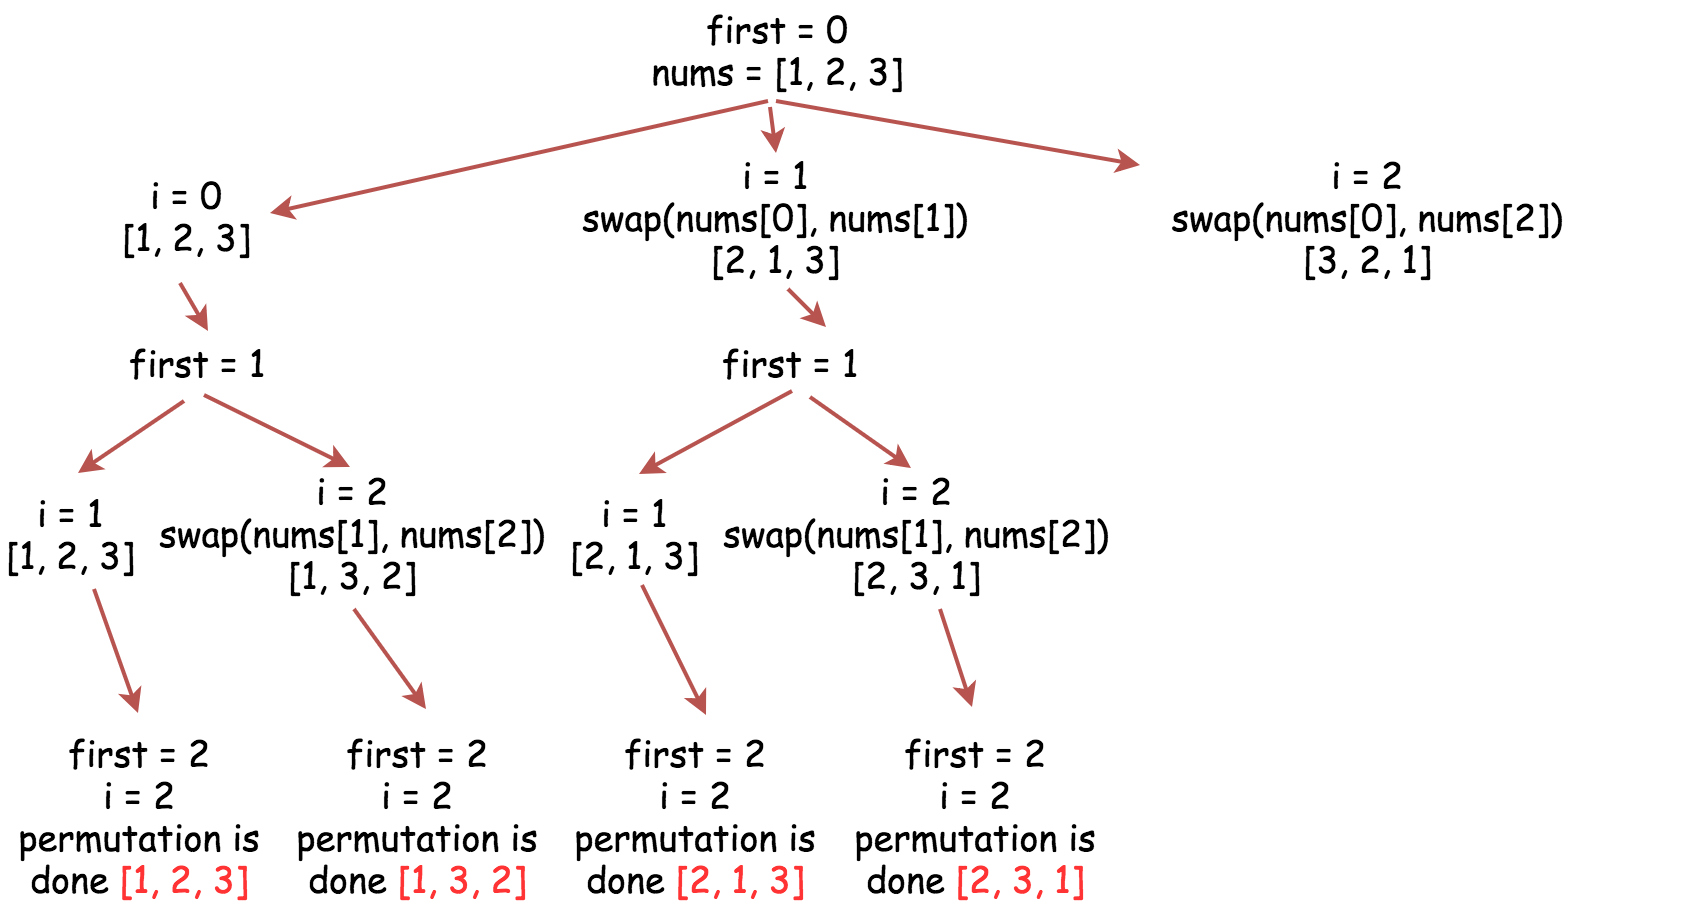 first = 0
nums = [1, 2, 3]
i = 0
[1, 2, 3]
i = 1
swap(nums[0], nums[1])
[2, 1, 3]
i = 2
swap(nums[0], nums[2])
[3, 2, 1]
first = 1
first = 1
i = 1
[1, 2, 3]
i = 2
swap(nums[1], nums[2])
[1, 3, 2]
i = 1
[2, 1, 3]
i = 2
swap(nums[1], nums[2])
[2, 3, 1]
first = 2
i = 2
permutation is
done [1, 2, 3]
first = 2
i = 2
permutation is
done [1, 3, 2]
first = 2
i = 2
permutation is
done [2, 1, 3]
first = 2
i = 2
permutation is
done [2, 3, 1]